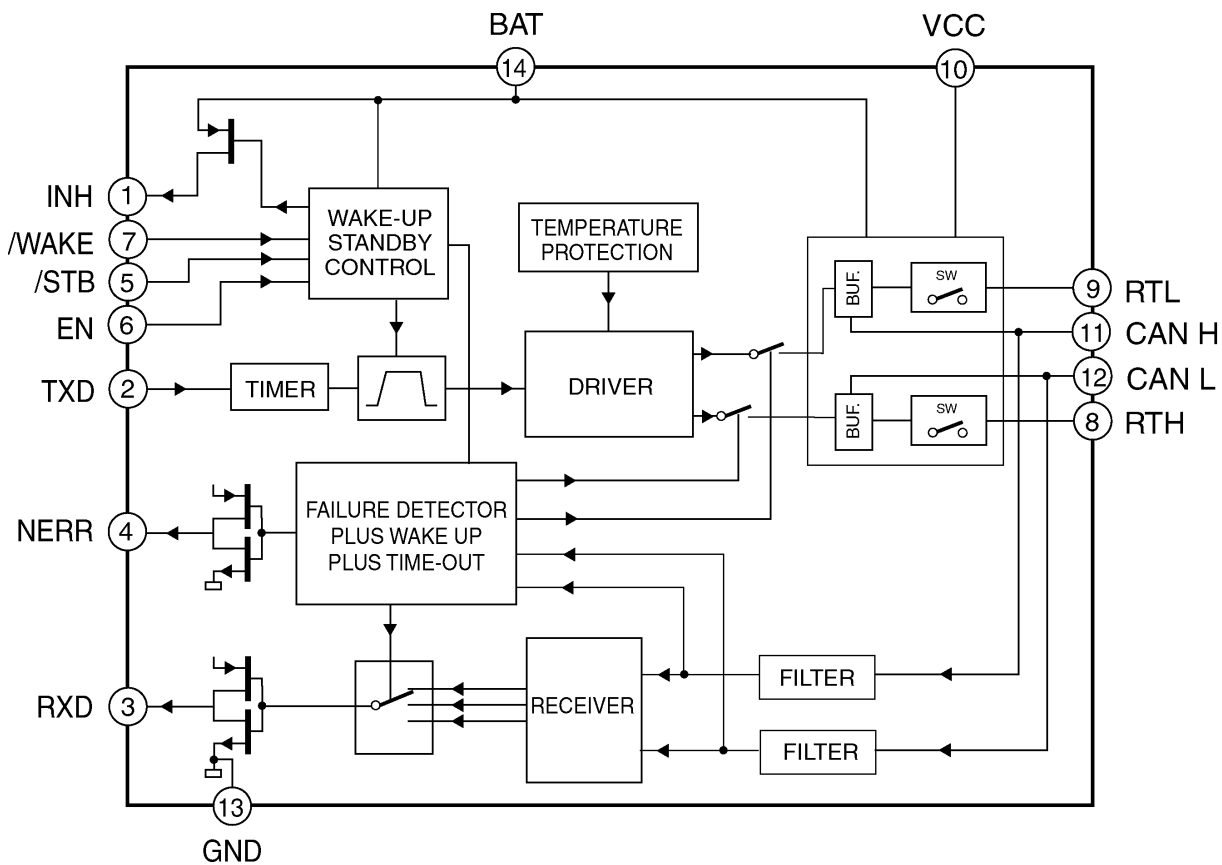 BAT
VCC
14
10
INH
1
/WAKE
7
/STB
5
EN
6
WAKE-UP
STANDBY
CONTROL
TEMPERATURE
PROTECTION
BUF.
SW
9
RTL
11
CAN H
12
CAN L
8
RTH
BUF.
SW
TXD
2
TIMER
DRIVER
NERR
4
FAILURE DETECTOR
PLUS WAKE UP
PLUS TIME-OUT
RXD
3
RECEIVER
FILTER
FILTER
13
GND